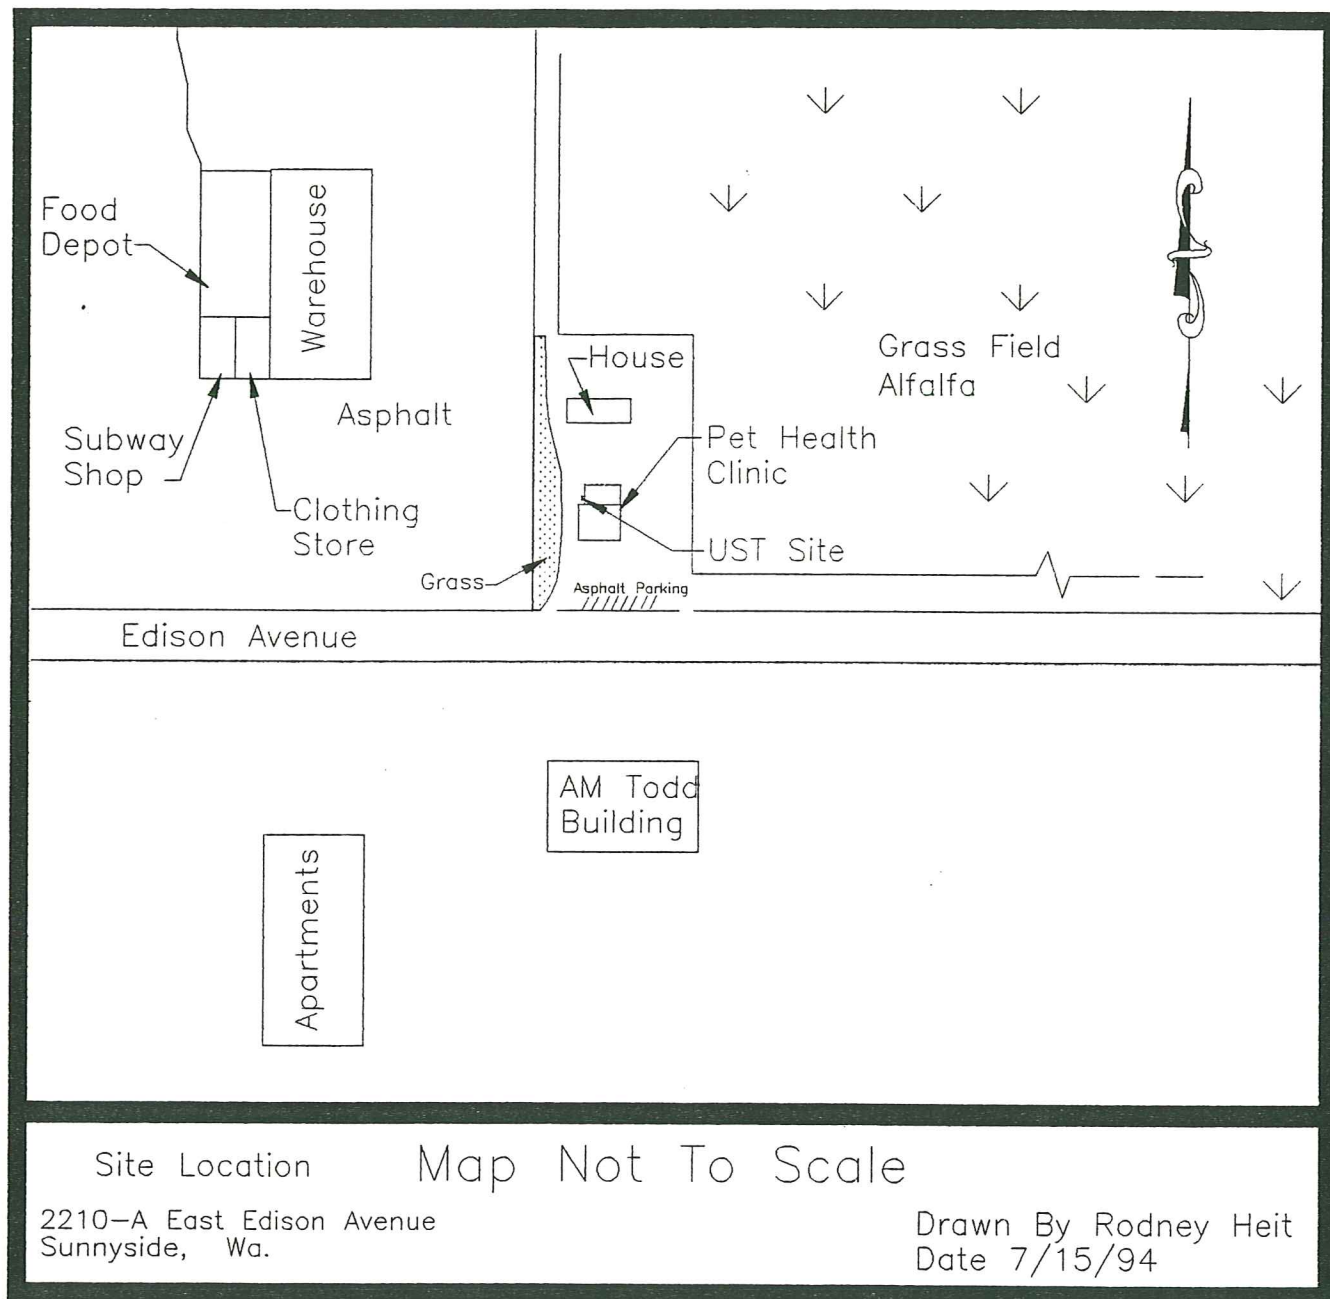 Food
Depot
Warehouse
House
Grass Field
Alfalfa
Asphalt
Subway
Shop
Pet Health
Clinic
Clothing
Store
UST Site
Grass
Asphalt Parking
Edison Avenue
AM Todd
Building
Apartments
Site Location
Map Not To Scale
2210-A East Edison Avenue
Sunnyside, Wa.
Drawn By Rodney Heit
Date 7/15/94